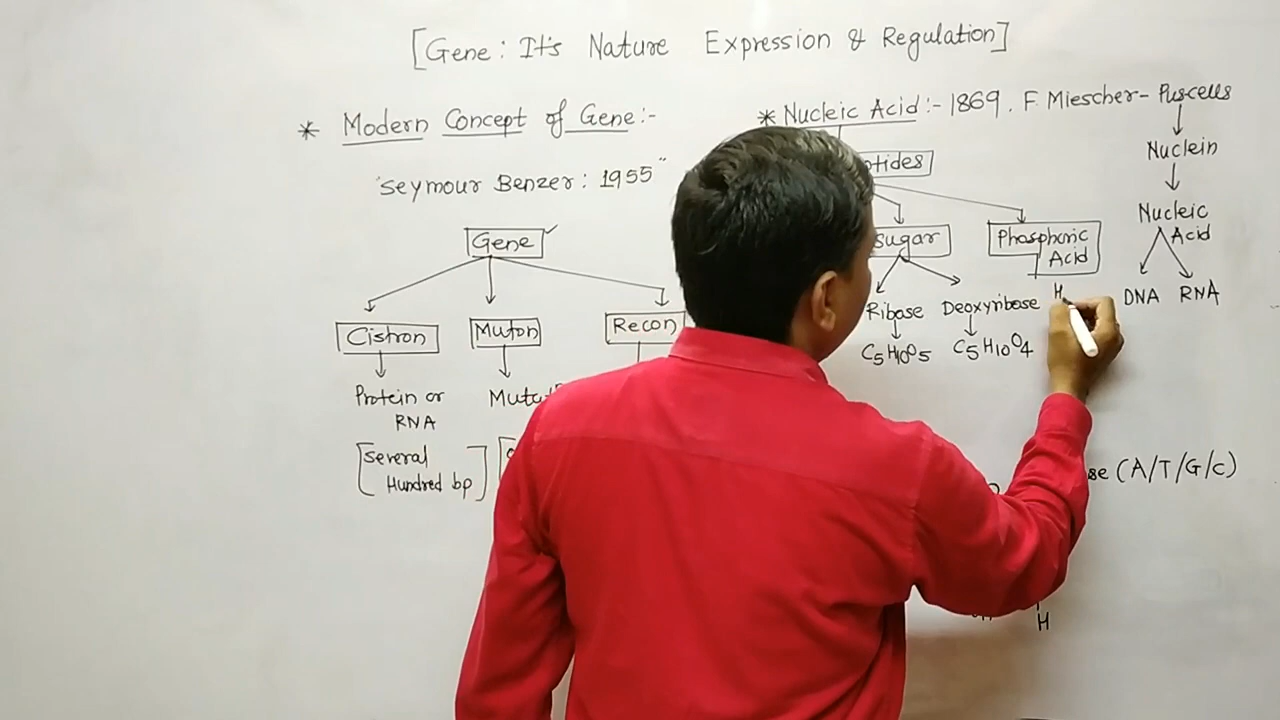 [Gene: It's Nature Expression & Regulation]
* Modern Concept of Gene:-
"Seymour Benzer: 1955"
Gene ✓
Cistron Muton Recon
Protein or
RNA
[Several
Hundred bp]
* Nucleic Acid:- 1869. F. Miescher- Puscells
Nuclein
Nucleic
Acid
DNA RNA
Sugar Phosphoric
Acid
Ribose Deoxyribose H
C5H10O5 C5H10O4
(A/T/G/C)
H